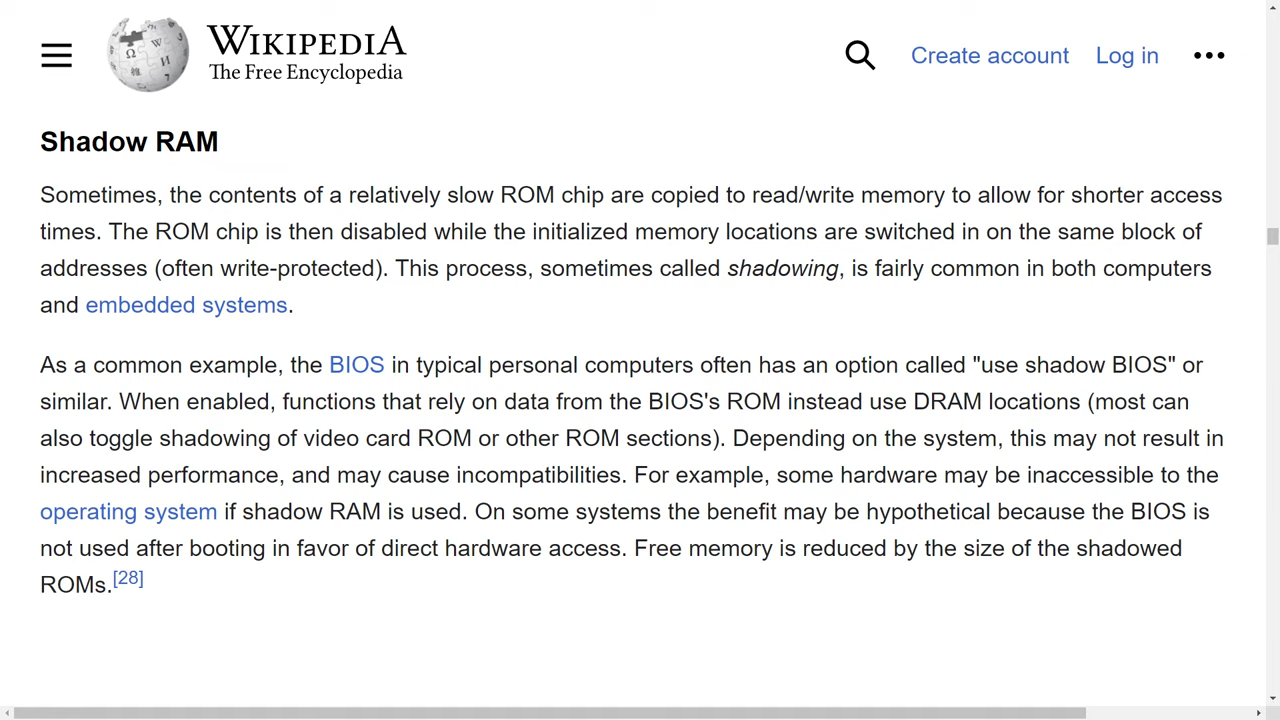 WIKIPEDIA
The Free Encyclopedia
Create account Log in
Shadow RAM
Sometimes, the contents of a relatively slow ROM chip are copied to read/write memory to allow for shorter access
times. The ROM chip is then disabled while the initialized memory locations are switched in on the same block of
addresses (often write-protected). This process, sometimes called shadowing, is fairly common in both computers
and embedded systems.
As a common example, the BIOS in typical personal computers often has an option called "use shadow BIOS" or
similar. When enabled, functions that rely on data from the BIOS's ROM instead use DRAM locations (most can
also toggle shadowing of video card ROM or other ROM sections). Depending on the system, this may not result in
increased performance, and may cause incompatibilities. For example, some hardware may be inaccessible to the
operating system if shadow RAM is used. On some systems the benefit may be hypothetical because the BIOS is
not used after booting in favor of direct hardware access. Free memory is reduced by the size of the shadowed
ROMs.[28]